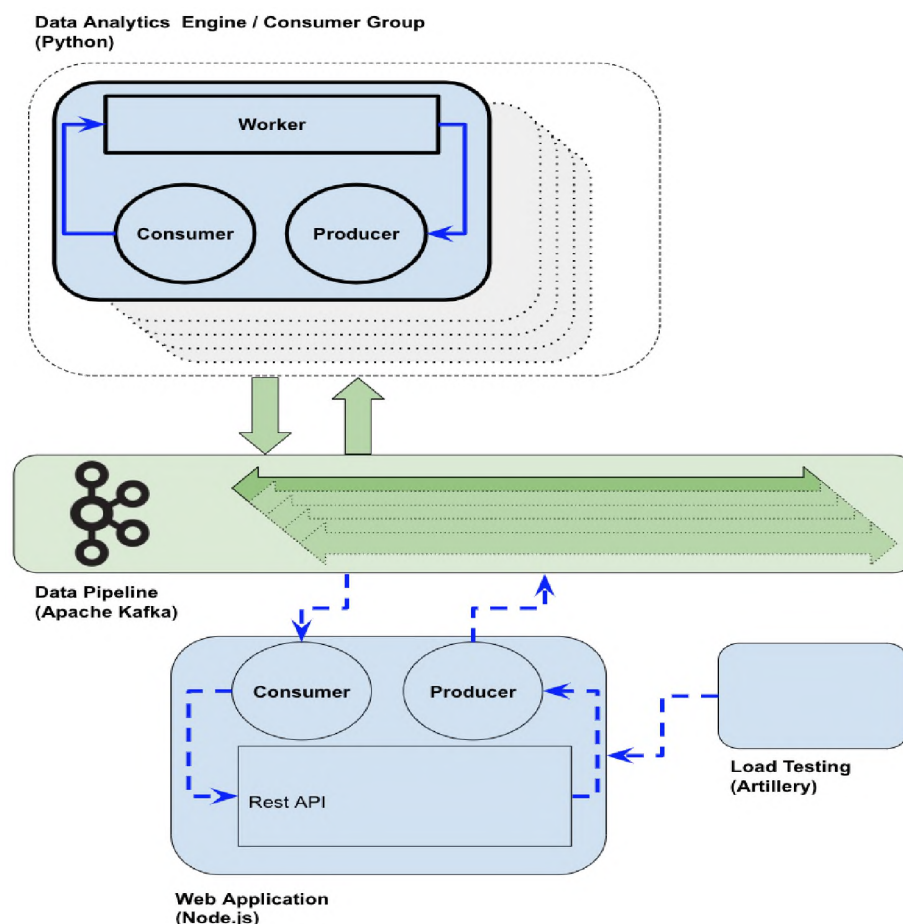 Data Analytics Engine / Consumer Group
(Python)
Worker
Consumer
Producer
Data Pipeline
(Apache Kafka)
Consumer
Producer
Rest API
Load Testing
(Artillery)
Web Application
(Node.js)